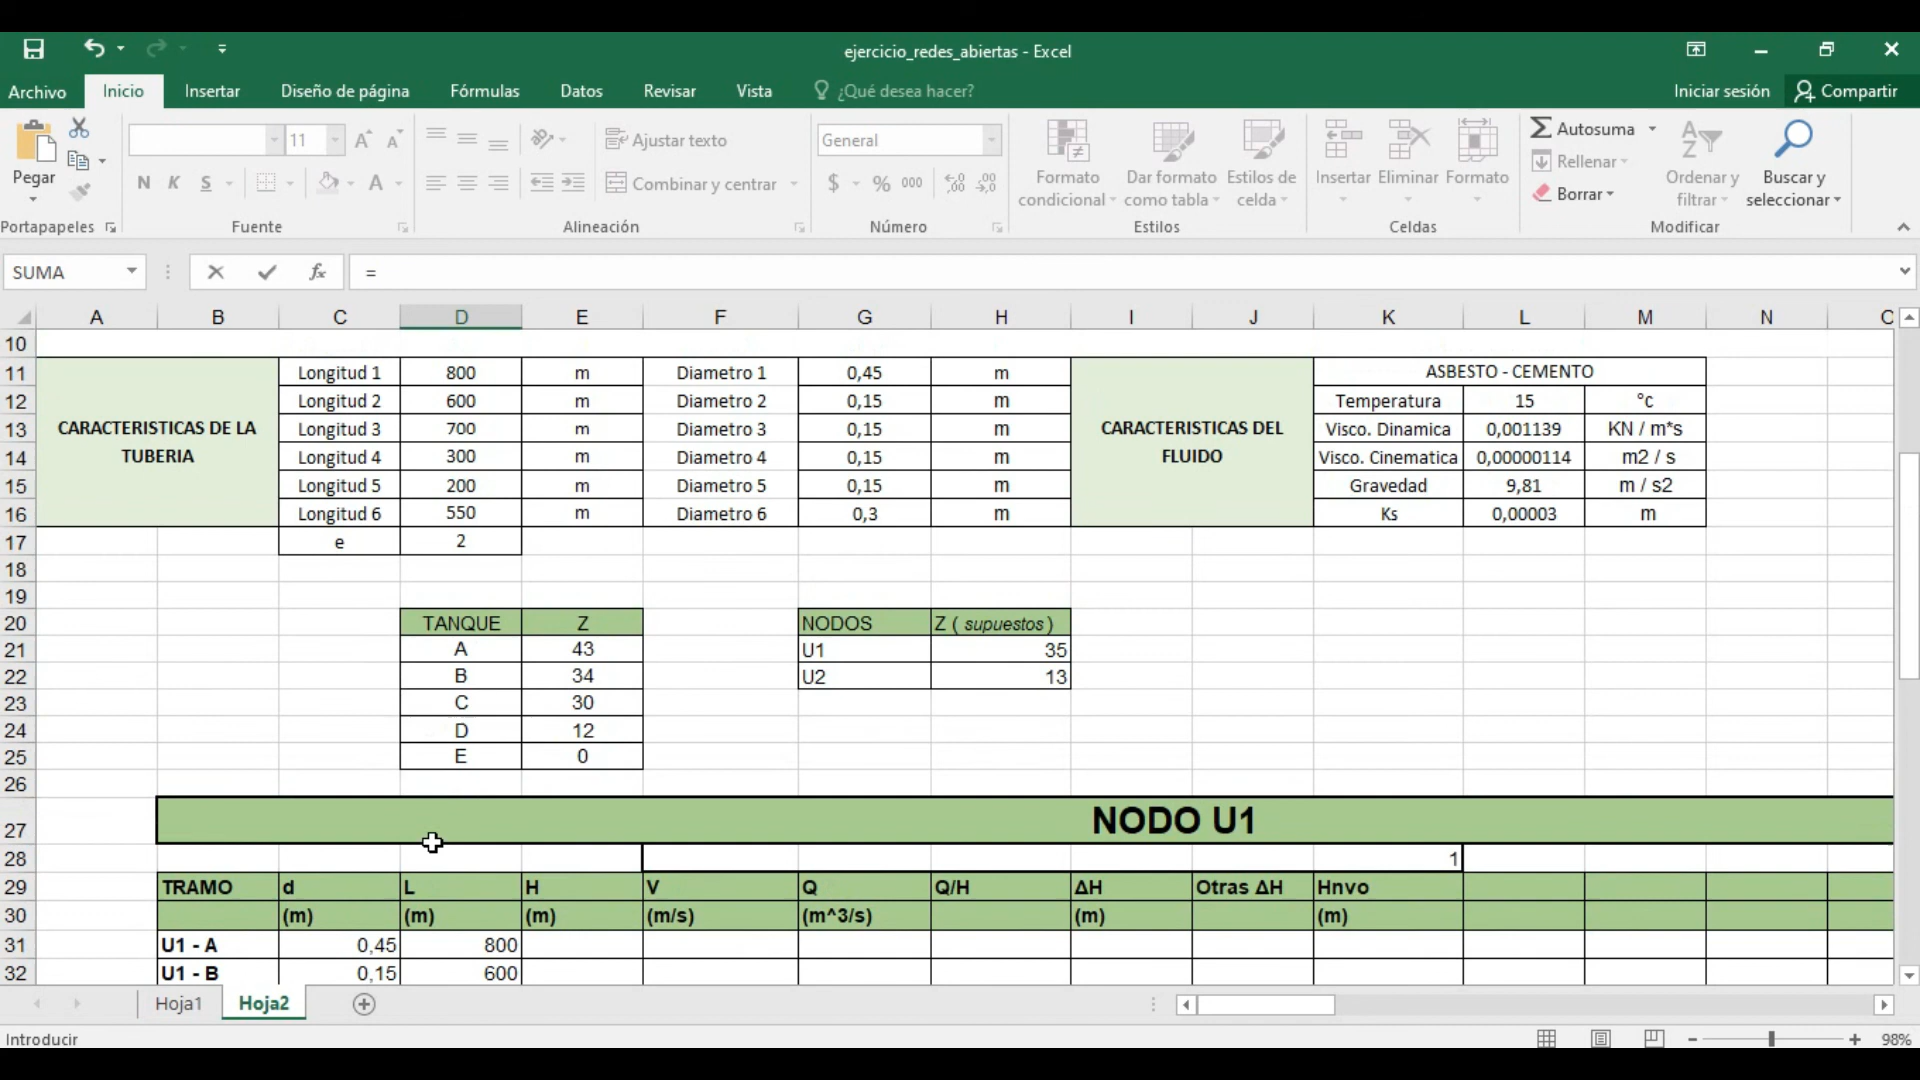 ejercicio_redes_abiertas - Excel
Archivo Inicio Insertar Diseño de página Fórmulas Datos Revisar Vista ¿Qué desea hacer? Iniciar sesión Compartir
Pegar
11
N K S
Ajustar texto
Combinar y centrar
General
$ % 000
Formato condicional
Dar formato como tabla
Estilos de celda
Insertar Eliminar Formato
Autosuma
Rellenar
Borrar
Ordenar y filtrar
Buscar y seleccionar
Portapapeles Fuente Alineación Número Estilos Celdas Modificar
SUMA fx =
A B C D E F G H I J K L M N
10
11 Longitud 1 800 m Diametro 1 0,45 m ASBESTO - CEMENTO
12 Longitud 2 600 m Diametro 2 0,15 m Temperatura 15 °c
CARACTERISTICAS DE LA TUBERIA
CARACTERISTICAS DEL FLUIDO
13 Longitud 3 700 m Diametro 3 0,15 m Visco. Dinamica 0,001139 KN / m*s
14 Longitud 4 300 m Diametro 4 0,15 m Visco. Cinematica 0,00000114 m2 / s
15 Longitud 5 200 m Diametro 5 0,15 m Gravedad 9,81 m / s2
16 Longitud 6 550 m Diametro 6 0,3 m Ks 0,00003 m
17 e 2
18
19
20 TANQUE Z NODOS Z ( supuestos )
21 A 43 U1 35
22 B 34 U2 13
23 C 30
24 D 12
25 E 0
26
27 NODO U1
28 1
29 TRAMO d L H V Q Q/H ΔH Otras ΔH Hnvo
30 (m) (m) (m) (m/s) (m^3/s) (m) (m)
31 U1 - A 0,45 800
32 U1 - B 0,15 600
Hoja1 Hoja2
Introducir 98%